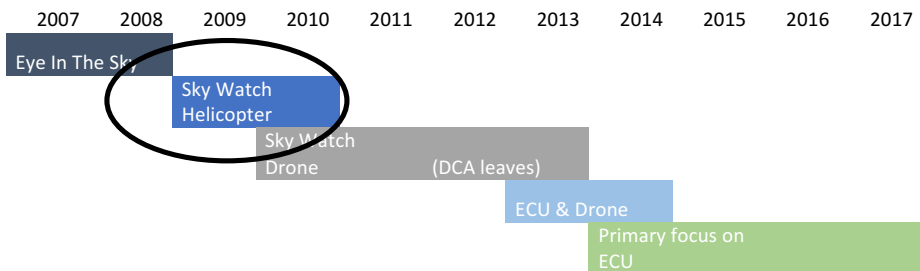 2007 2008 2009 2010 2011 2012 2013 2014 2015 2016 2017
Eye In The Sky
Sky Watch
Helicopter
Sky Watch
Drone (DCA leaves)
ECU & Drone
Primary focus on
ECU